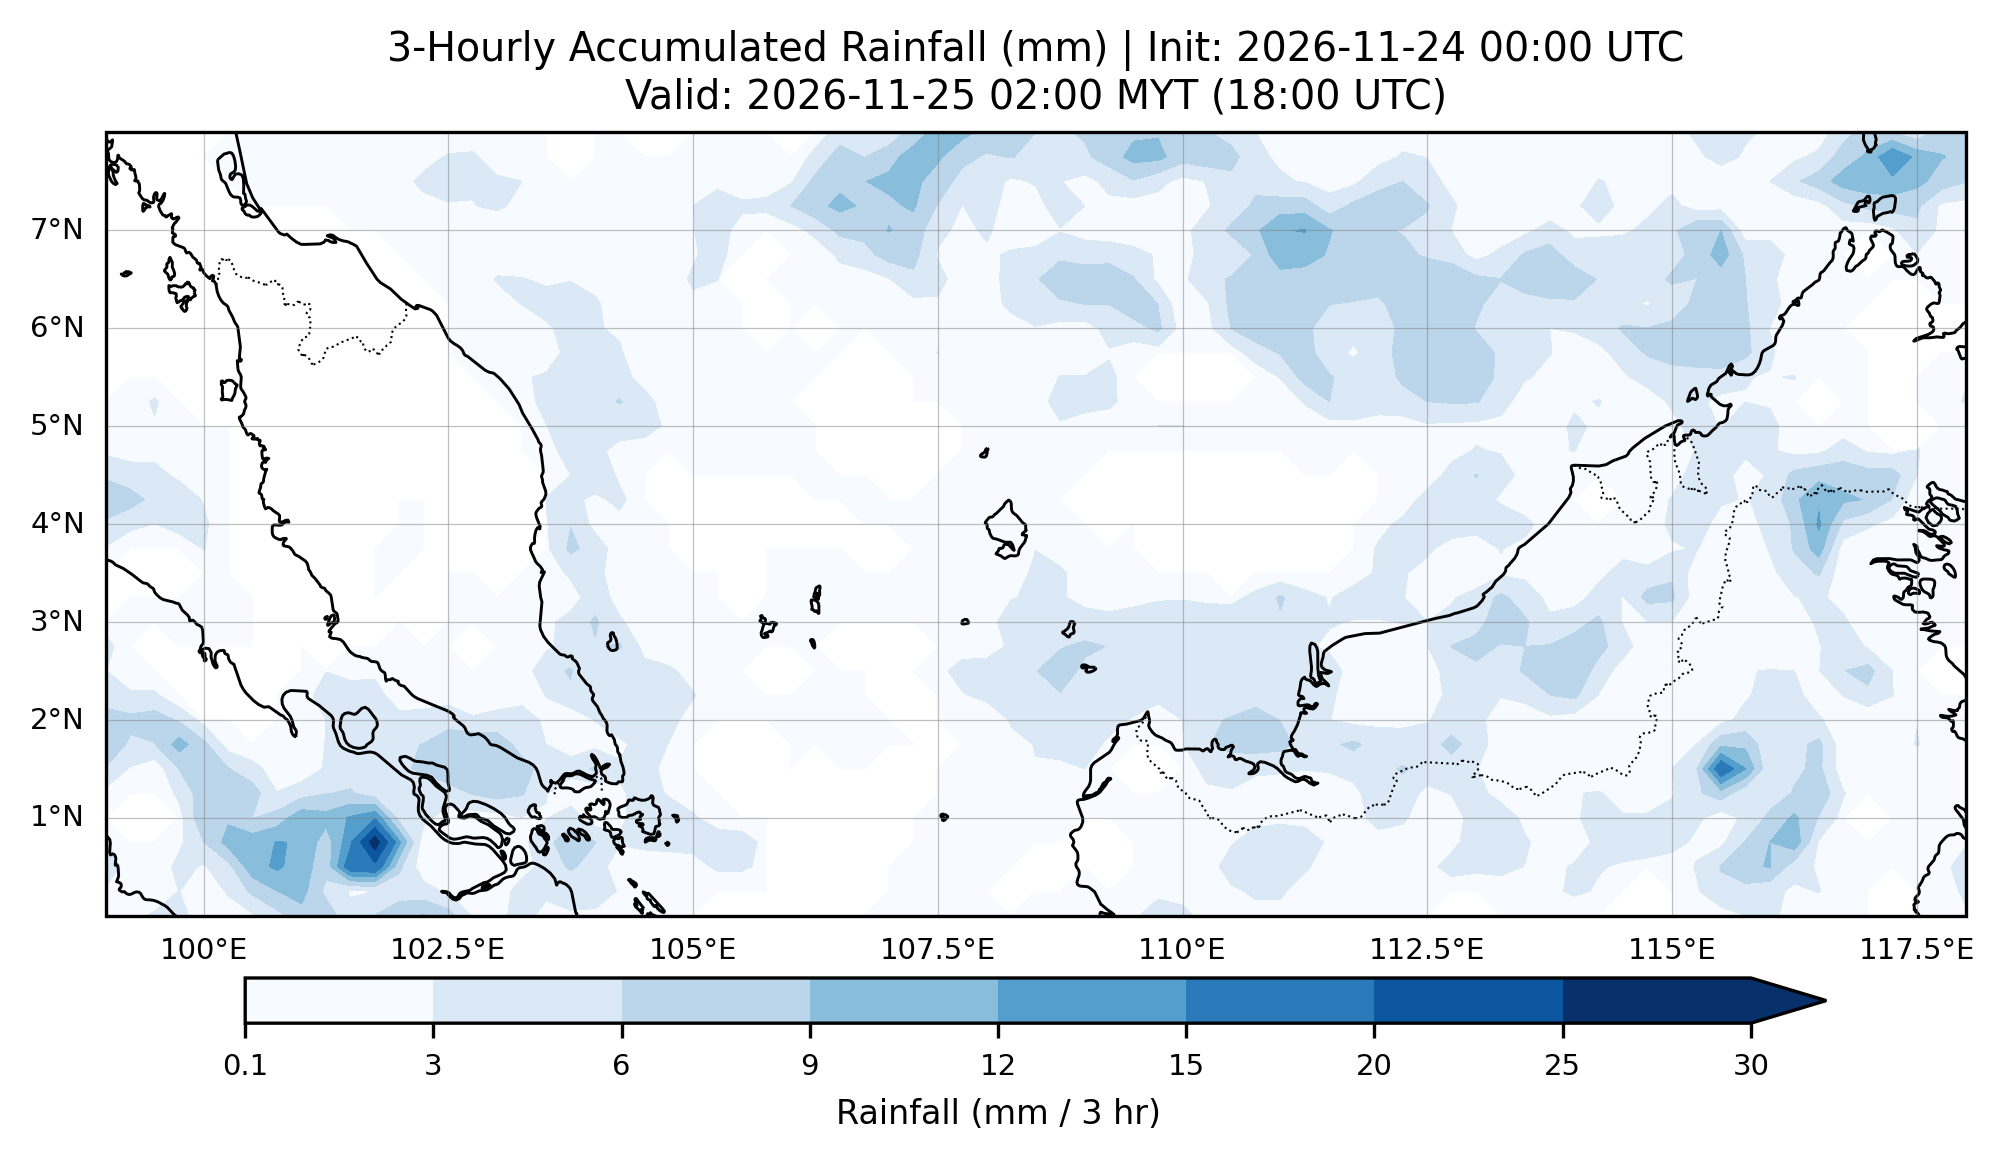 3-Hourly Accumulated Rainfall (mm) | Init: 2026-11-24 00:00 UTC
Valid: 2026-11-25 02:00 MYT (18:00 UTC)
7°N
6°N
5°N
4°N
3°N
2°N
1°N
100°E 102.5°E 105°E 107.5°E 110°E 112.5°E 115°E 117.5°E
0.1 3 6 9 12 15 20 25 30
Rainfall (mm / 3 hr)